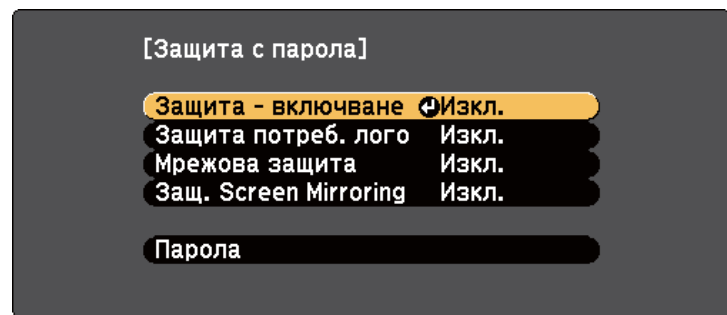 [Защита с парола]
Защита - включване Изкл.
Защита потреб. лого Изкл.
Мрежова защита Изкл.
Защ. Screen Mirroring Изкл.
Парола